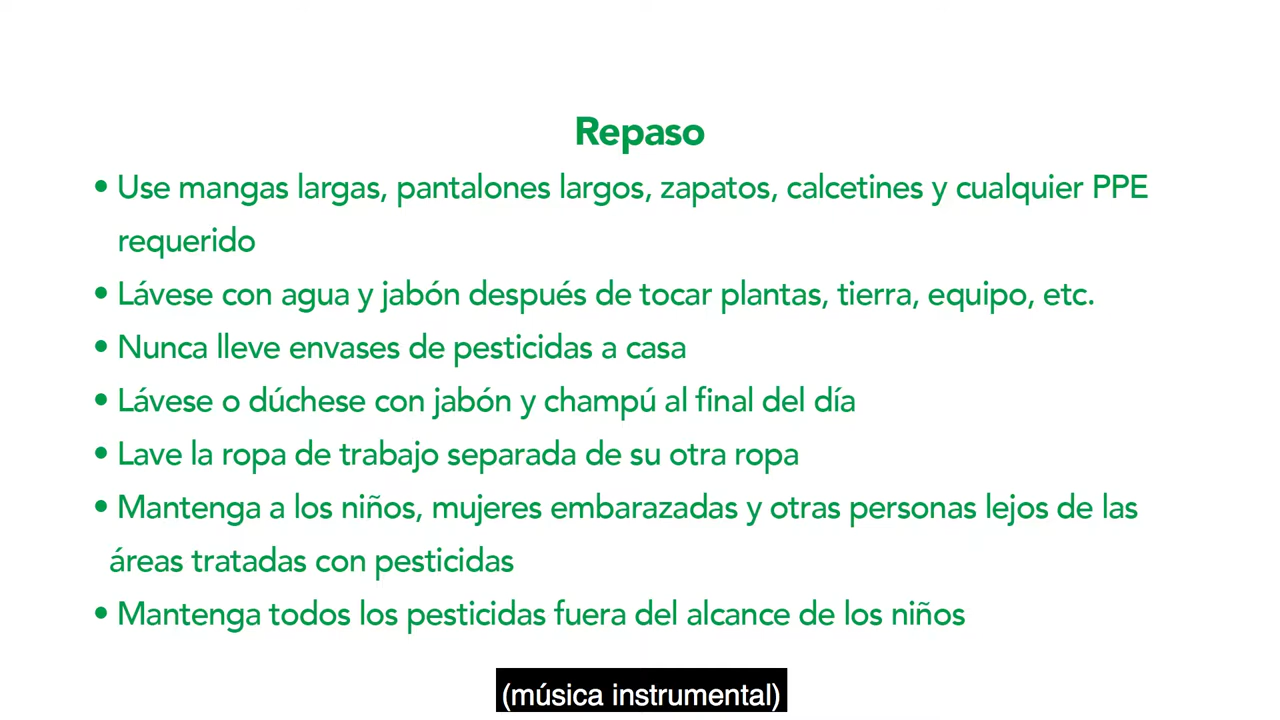 Repaso
• Use mangas largas, pantalones largos, zapatos, calcetines y cualquier PPE
requerido
• Lávese con agua y jabón después de tocar plantas, tierra, equipo, etc.
• Nunca lleve envases de pesticidas a casa
• Lávese o dúchese con jabón y champú al final del día
• Lave la ropa de trabajo separada de su otra ropa
• Mantenga a los niños, mujeres embarazadas y otras personas lejos de las
áreas tratadas con pesticidas
• Mantenga todos los pesticidas fuera del alcance de los niños
(música instrumental)